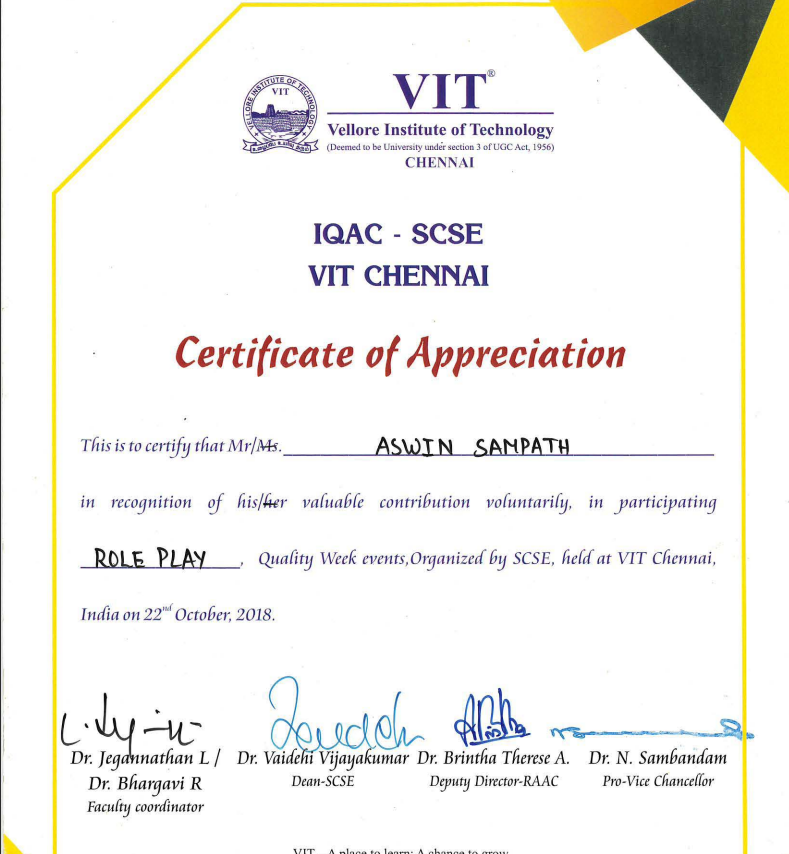 VELLORE INSTITUTE OF TECHNOLOGY
VIT
VIT®
Vellore Institute of Technology
(Deemed to be University under section 3 of UGC Act, 1956)
CHENNAI
IQAC - SCSE
VIT CHENNAI
Certificate of Appreciation
This is to certify that Mr/Ms. ASWIN SAMPATH
in recognition of his/her valuable contribution voluntarily, in participating
ROLE PLAY , Quality Week events,Organized by SCSE, held at VIT Chennai,
India on 22nd October, 2018.
Dr. Jegannathan L / Dr. Vaidehi Vijayakumar Dr. Brintha Therese A. Dr. N. Sambandam
Dr. Bhargavi R Dean-SCSE Deputy Director-RAAC Pro-Vice Chancellor
Faculty coordinator
VIT - A place to learn; A chance to grow